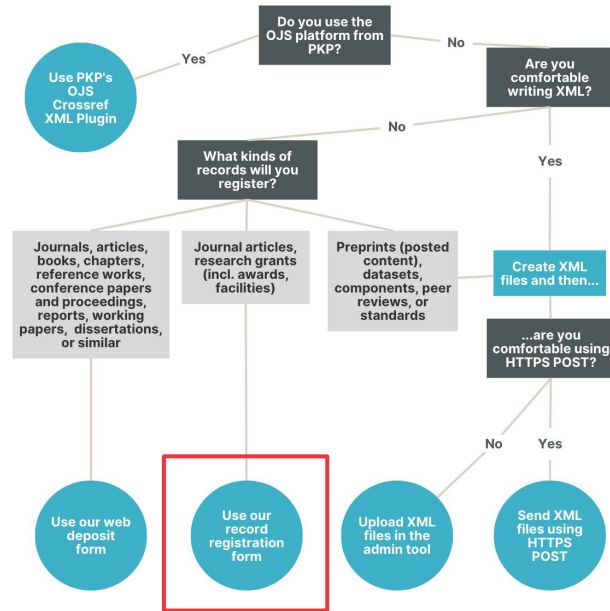 Do you use the
OJS platform from
PKP?
Yes
No
Use PKP's
OJS
Crossref
XML Plugin
Are you
comfortable
writing XML?
No
Yes
What kinds of
records will you
register?
Journals, articles,
books, chapters,
reference works,
conference papers
and proceedings,
reports, working
papers, dissertations,
or similar
Journal articles,
research grants
(incl. awards,
facilities)
Preprints (posted
content),
datasets,
components, peer
reviews, or
standards
Create XML
files and then...
...are you
comfortable using
HTTPS POST?
No
Yes
Use our web
deposit
form
Use our
record
registration
form
Upload XML
files in the
admin tool
Send XML
files using
HTTPS
POST